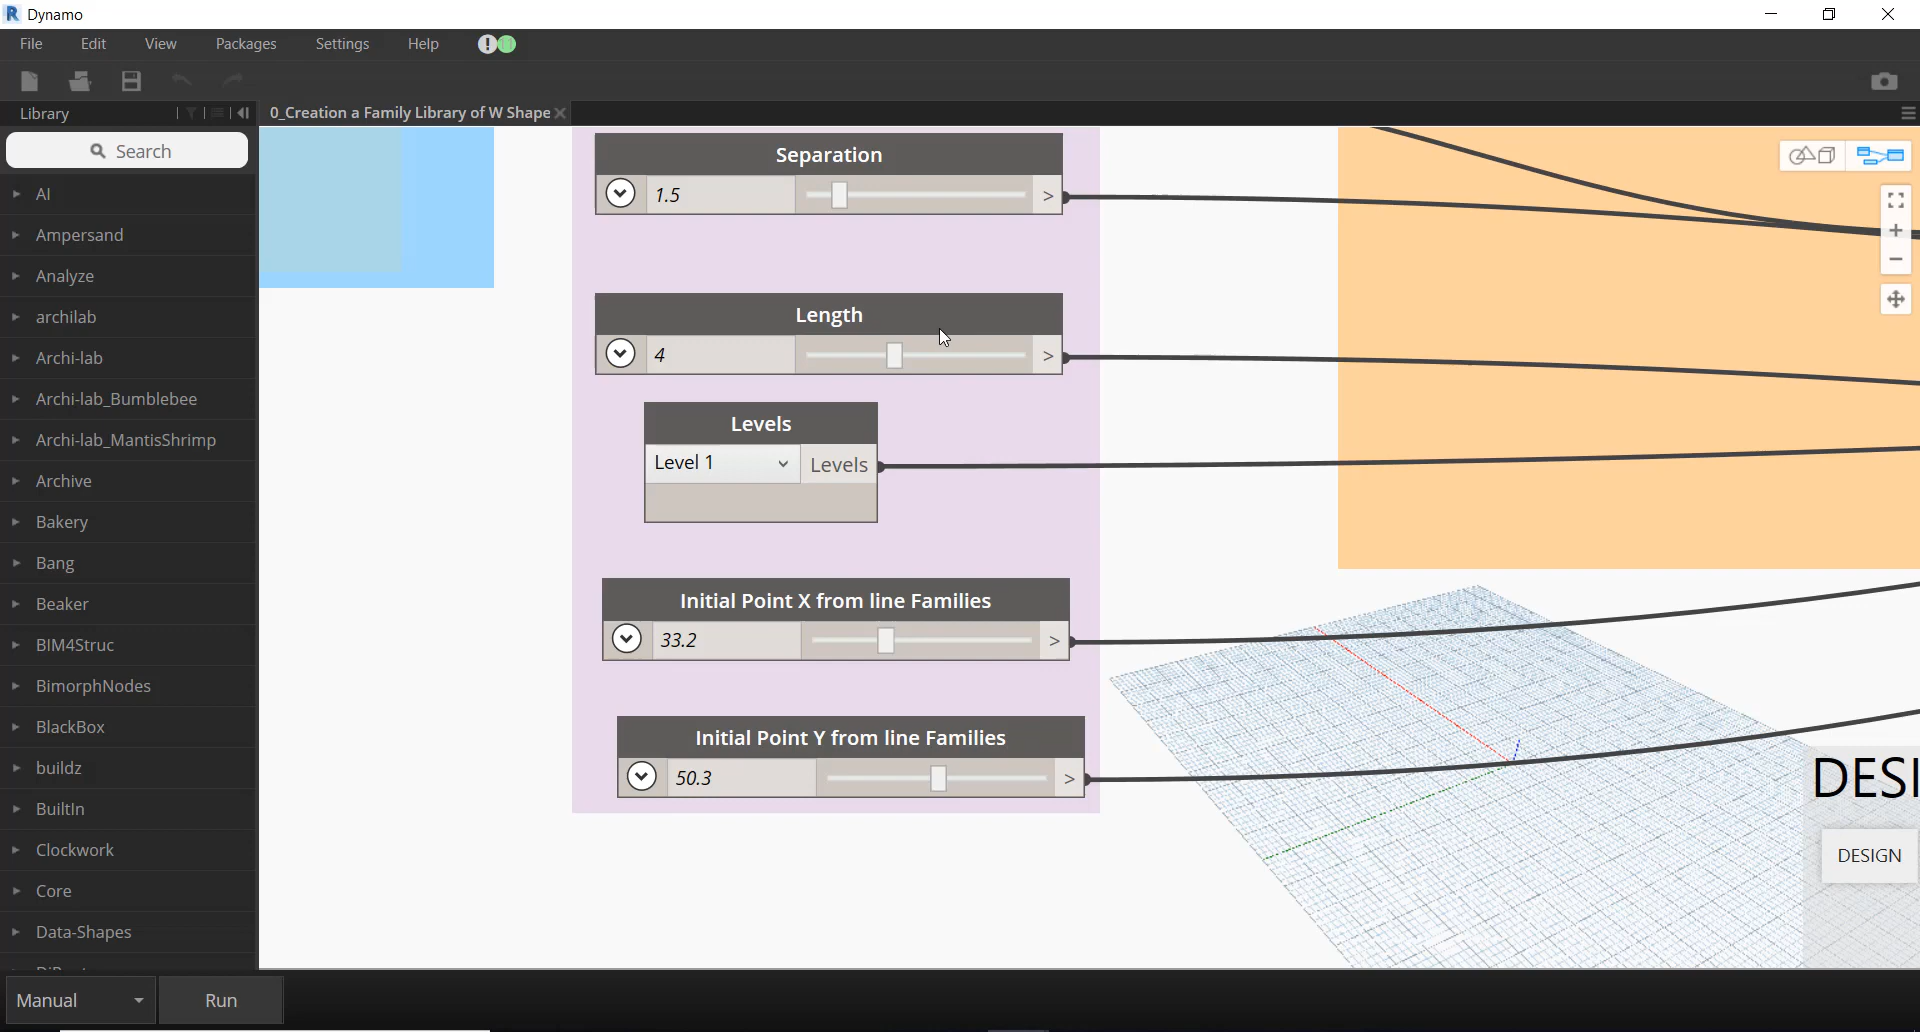 Dynamo
File Edit View Packages Settings Help
Library
0_Creation a Family Library of W Shape
Search
AI
Ampersand
Analyze
archilab
Archi-lab
Archi-lab_Bumblebee
Archi-lab_MantisShrimp
Archive
Bakery
Bang
Beaker
BIM4Struc
BimorphNodes
BlackBox
buildz
BuiltIn
Clockwork
Core
Data-Shapes
Separation
1.5 >
Length
4 >
Levels
Level 1 Levels
Initial Point X from line Families
33.2 >
Initial Point Y from line Families
50.3 >
DESI
DESIGN
Manual Run